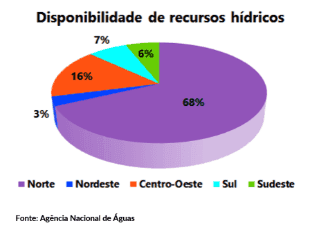 Disponibilidade de recursos hídricos
7%
6%
16%
3%
68%
Norte Nordeste Centro-Oeste Sul Sudeste
Fonte: Agência Nacional de Águas